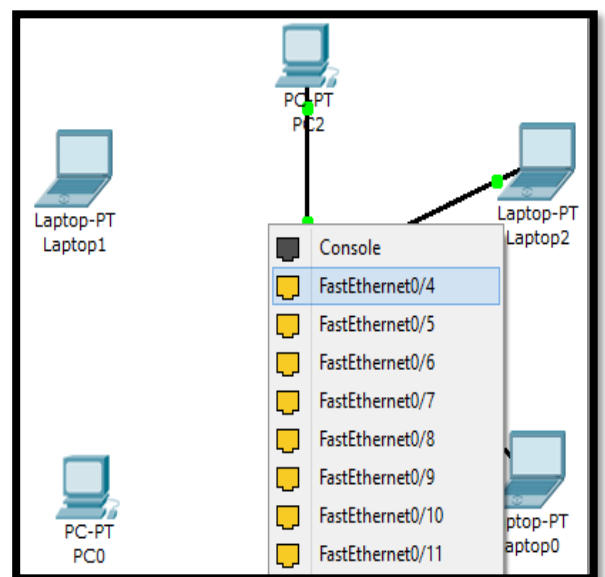 PC-PT
PC2
Laptop-PT
Laptop1
Laptop-PT
Laptop2
Console
FastEthernet0/4
FastEthernet0/5
FastEthernet0/6
FastEthernet0/7
FastEthernet0/8
FastEthernet0/9
FastEthernet0/10
FastEthernet0/11
PC-PT
PC0
ptop-PT
aptop0